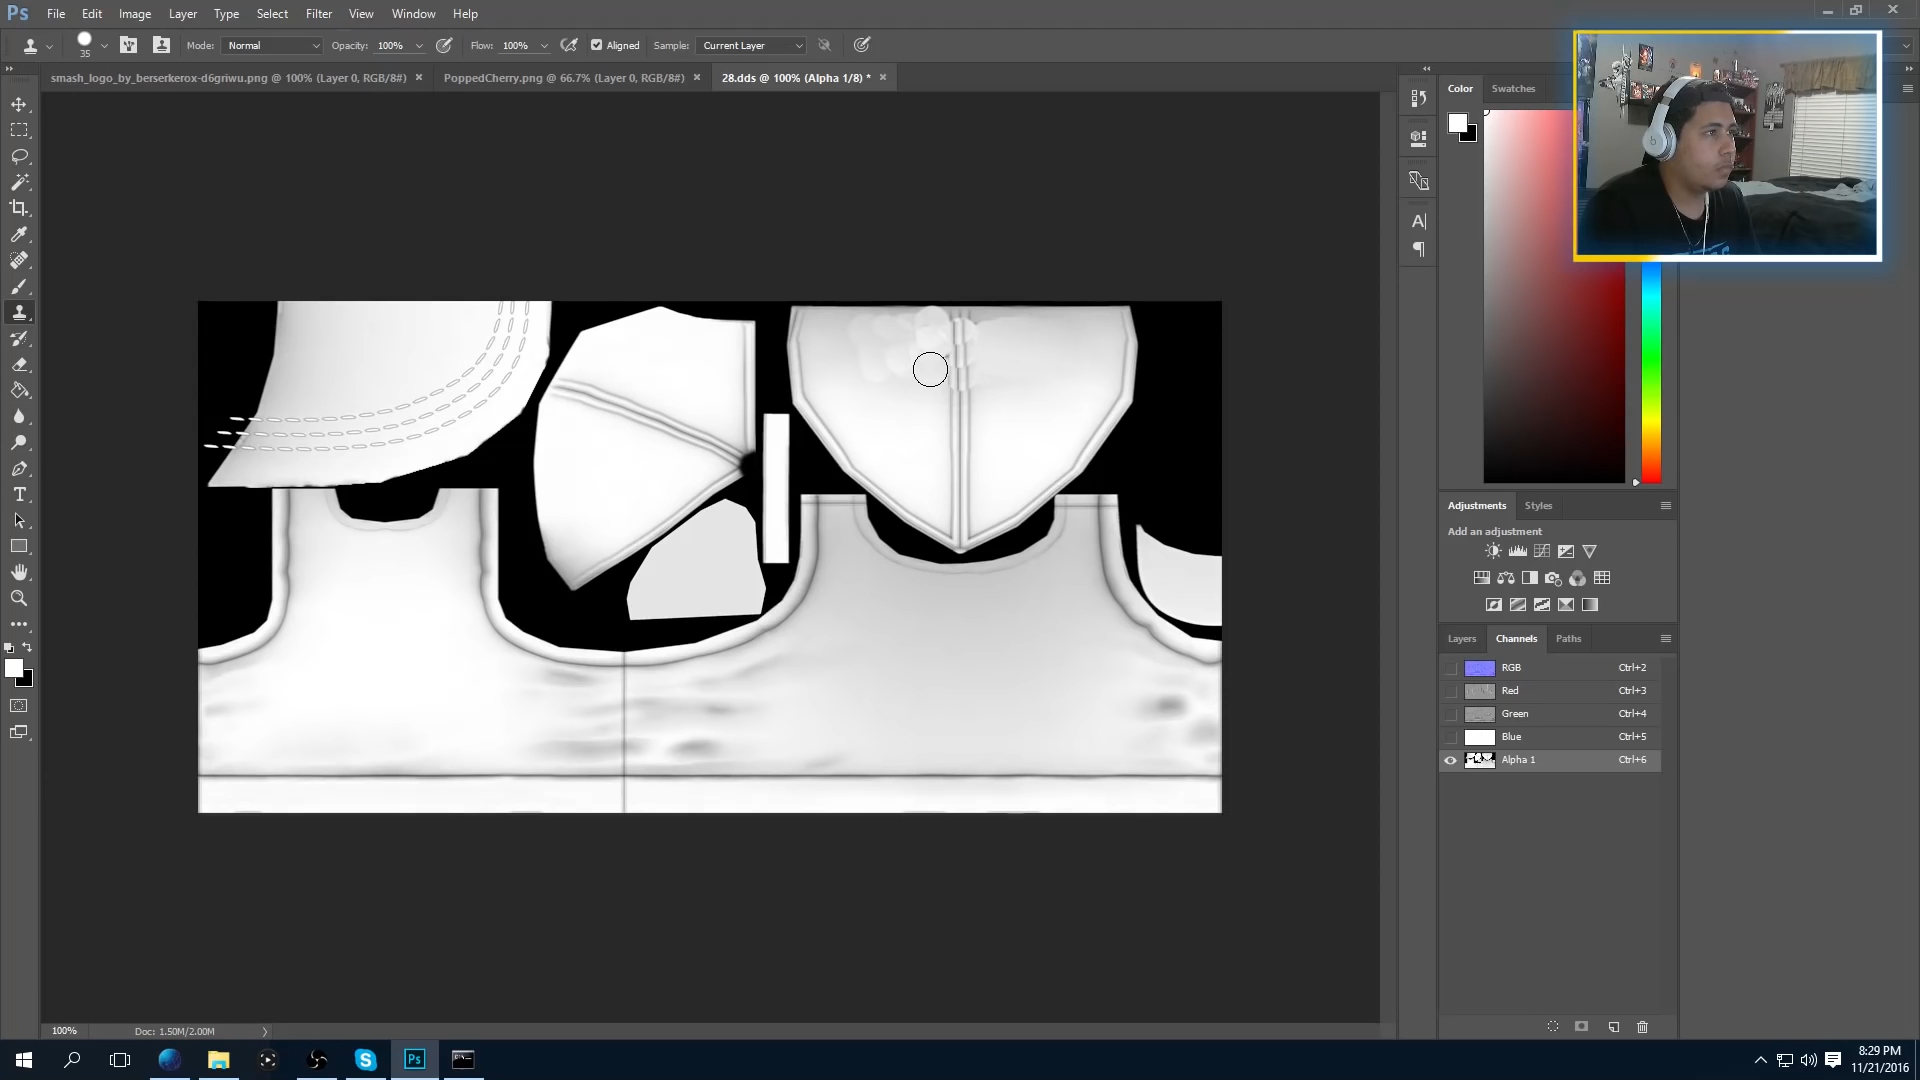 Ps File Edit Image Layer Type Select Filter View Window Help
35 Mode: Normal Opacity: 100% Flow: 100% Aligned Sample: Current Layer
smash_logo_by_berserkerox-d6griwu.png @ 100% (Layer 0, RGB/8#) × PoppedCherry.png @ 66.7% (Layer 0, RGB/8#) × 28.dds @ 100% (Alpha 1/8) * ×
Color Swatches
Adjustments Styles
Add an adjustment
Layers Channels Paths
RGB Ctrl+2
Red Ctrl+3
Green Ctrl+4
Blue Ctrl+5
Alpha 1 Ctrl+6
100% Doc: 1.50M/2.00M
8:29 PM
11/21/2016